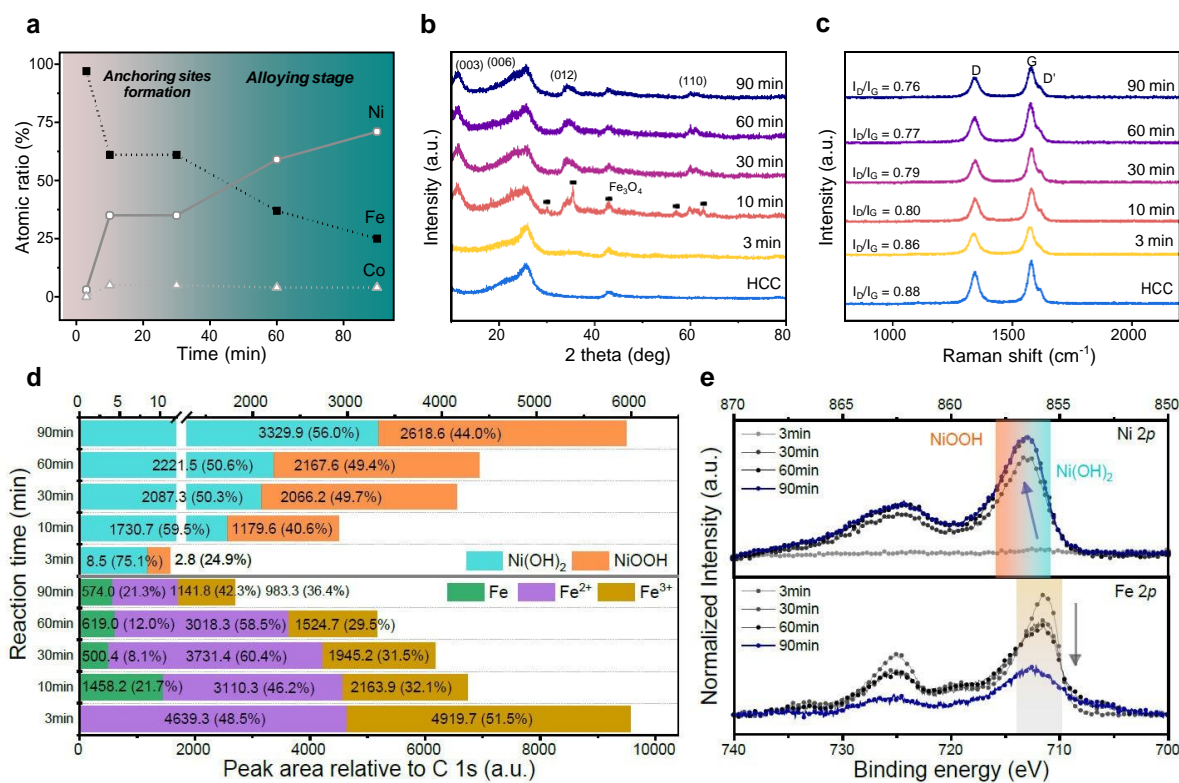 a
Atomic ratio (%)
100
75
50
25
0
Anchoring sites
formation
Alloying stage
Ni
Fe
Co
0 20 40 60 80
Time (min)
b
Intensity (a.u.)
(003) (006) (012) (110)
90 min
60 min
30 min
Fe3O4
10 min
3 min
HCC
20 40 60 80
2 theta (deg)
c
Intensity (a.u.)
D G D'
ID/IG = 0.76 90 min
ID/IG = 0.77 60 min
ID/IG = 0.79 30 min
ID/IG = 0.80 10 min
ID/IG = 0.86 3 min
ID/IG = 0.88 HCC
1000 1500 2000
Raman shift (cm-1)
d
0 5 10 2000 3000 4000 5000 6000
Reaction time (min)
90min 3329.9 (56.0%) 2618.6 (44.0%)
60min 2221.5 (50.6%) 2167.6 (49.4%)
30min 2087.3 (50.3%) 2066.2 (49.7%)
10min 1730.7 (59.5%) 1179.6 (40.6%)
3min 8.5 (75.1%) 2.8 (24.9%) Ni(OH)2 NiOOH
90min 574.0 (21.3%) 1141.8 (42.3%) 983.3 (36.4%) Fe Fe2+ Fe3+
60min 619.0 (12.0%) 3018.3 (58.5%) 1524.7 (29.5%)
30min 500.4 (8.1%) 3731.4 (60.4%) 1945.2 (31.5%)
10min 1458.2 (21.7%) 3110.3 (46.2%) 2163.9 (32.1%)
3min 4639.3 (48.5%) 4919.7 (51.5%)
0 2000 4000 6000 8000 10000
Peak area relative to C 1s (a.u.)
e
870 865 860 855 850
Normalized Intensity (a.u.)
3min
30min
60min
90min
NiOOH
Ni(OH)2
Ni 2p
3min
30min
60min
90min
Fe 2p
740 730 720 710 700
Binding energy (eV)